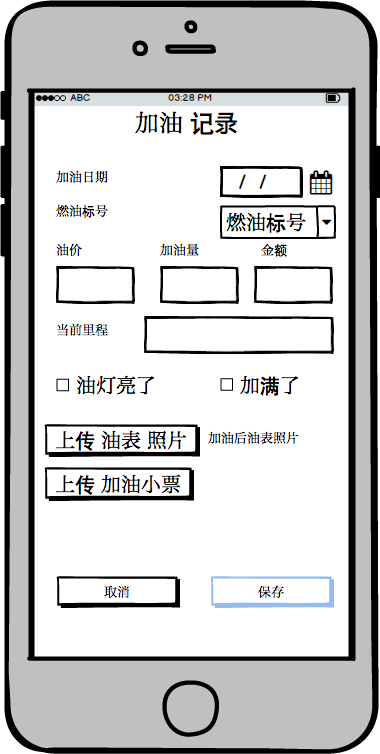 ABC 03:28 PM
加油 记录
加油日期 / /
燃油标号 燃油标号
油价 加油量 金额
当前里程
油灯亮了 加满了
上传 油表 照片 加油后油表照片
上传 加油小票
取消 保存